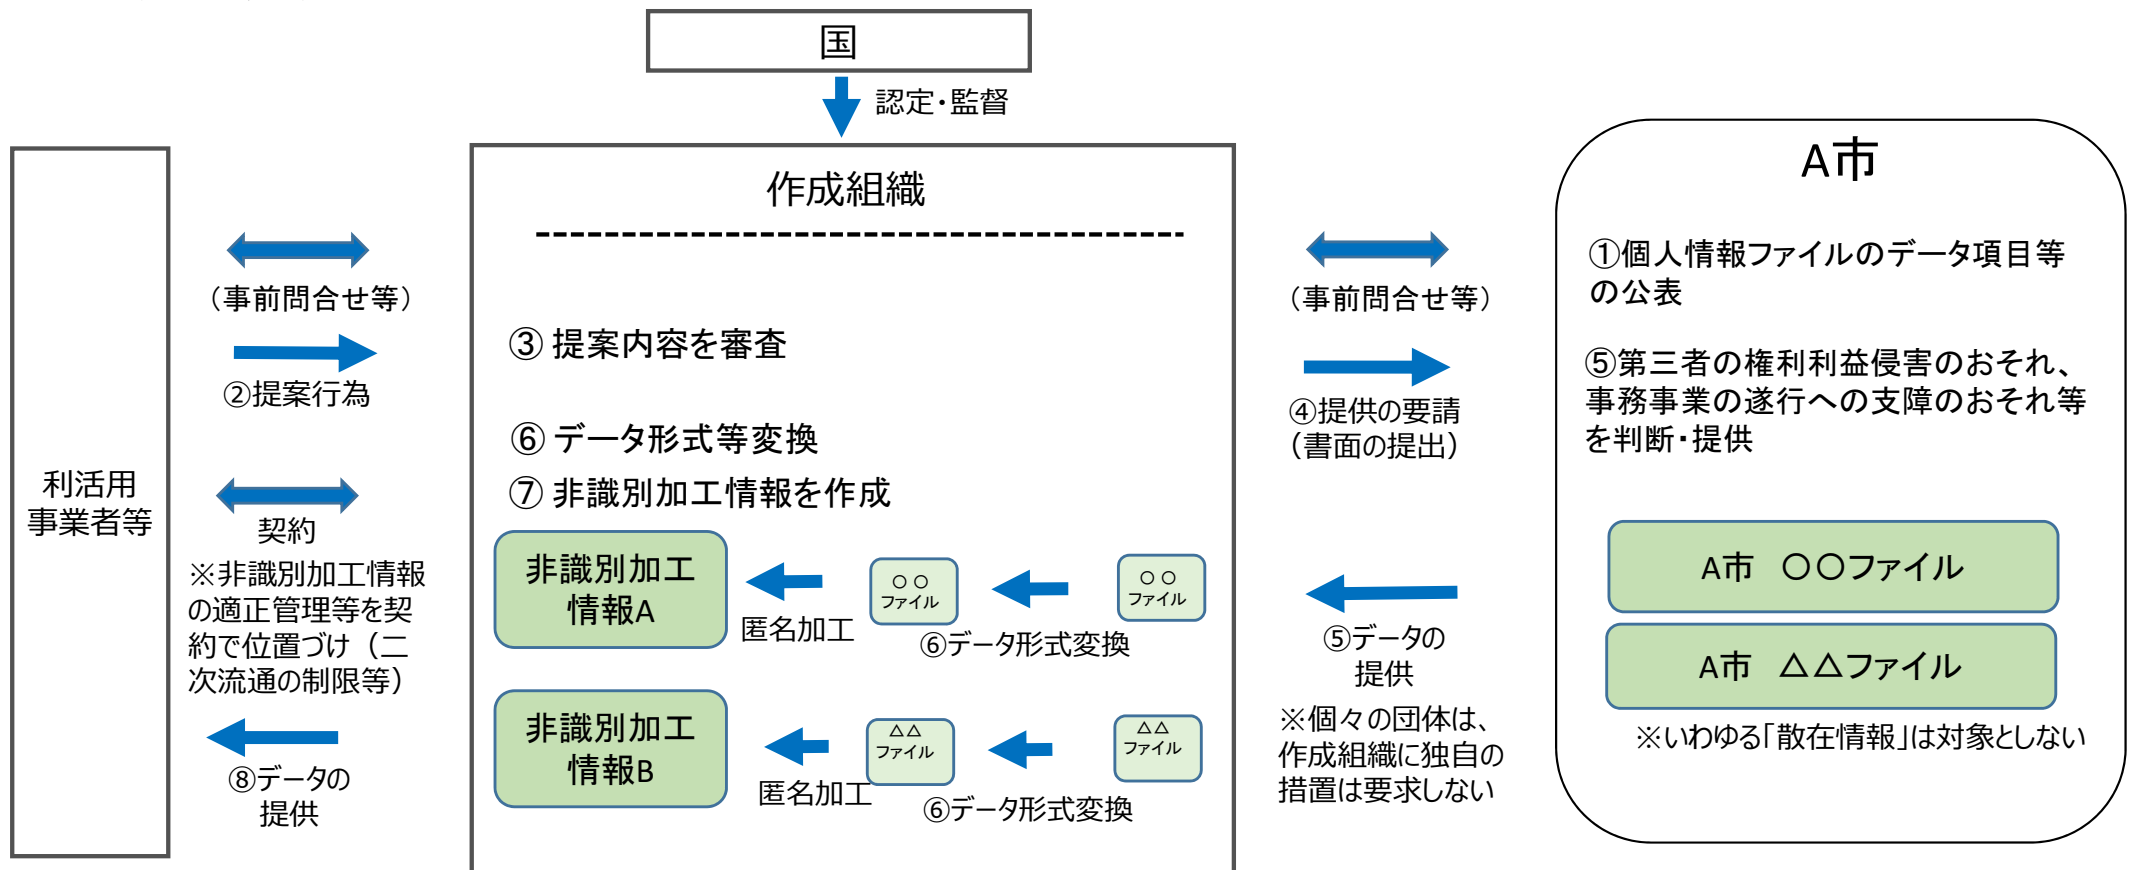 国
認定・監督
利活用
事業者等
（事前問合せ等）
②提案行為
契約
※非識別加工情報
の適正管理等を契
約で位置づけ（二
次流通の制限等）
⑧データの
提供
作成組織
③ 提案内容を審査
⑥ データ形式等変換
⑦ 非識別加工情報を作成
非識別加工
情報A
匿名加工
〇〇
ファイル
⑥データ形式変換
〇〇
ファイル
非識別加工
情報B
匿名加工
△△
ファイル
⑥データ形式変換
△△
ファイル
（事前問合せ等）
④提供の要請
（書面の提出）
⑤データの
提供
※個々の団体は、
作成組織に独自の
措置は要求しない
A市
①個人情報ファイルのデータ項目等
の公表
⑤第三者の権利利益侵害のおそれ、
事務事業の遂行への支障のおそれ等
を判断・提供
A市　〇〇ファイル
A市　△△ファイル
※いわゆる「散在情報」は対象としない